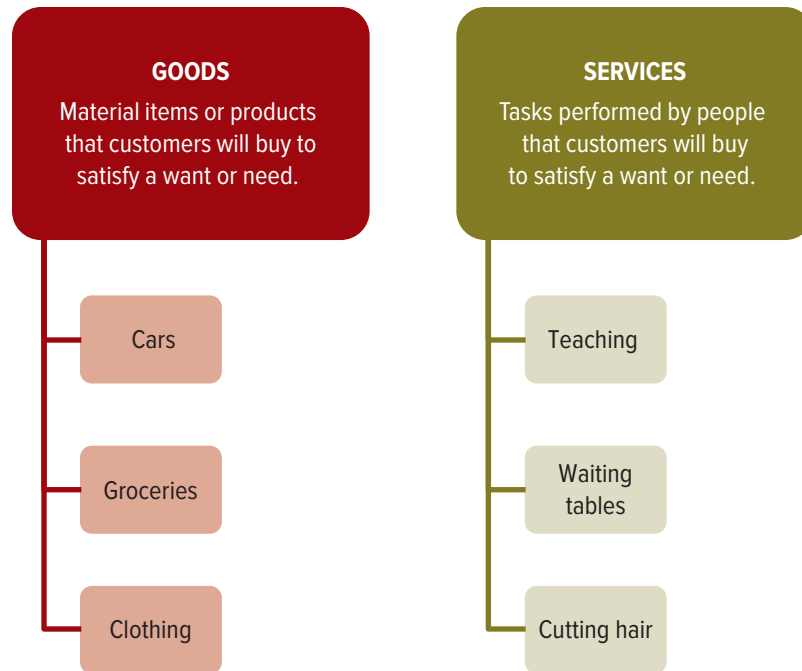 GOODS
Material items or products
that customers will buy to
satisfy a want or need.
Cars
Groceries
Clothing
SERVICES
Tasks performed by people
that customers will buy
to satisfy a want or need.
Teaching
Waiting
tables
Cutting hair